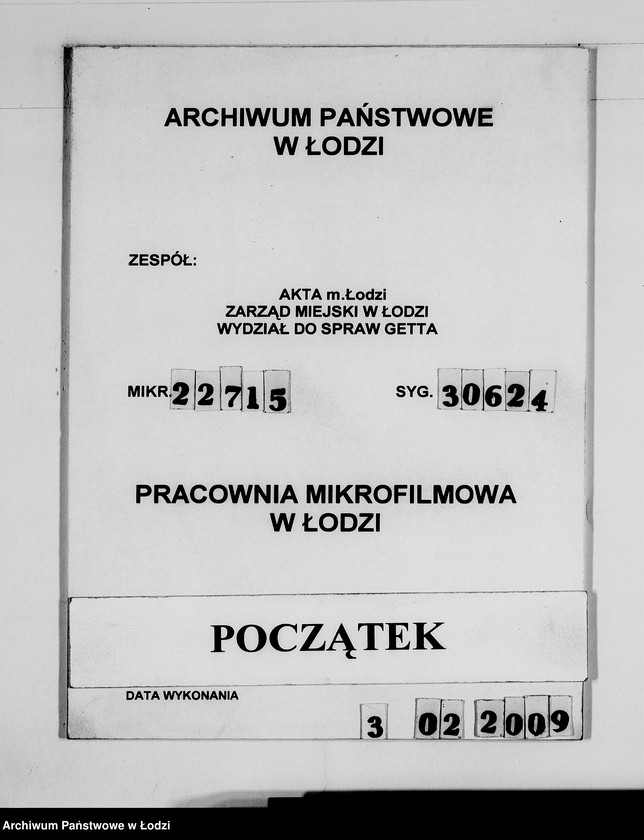 ARCHIWUM PAŃSTWOWE
W ŁODZI
ZESPÓŁ:
AKTA m.Łodzi
ZARZĄD MIEJSKI W ŁODZI
WYDZIAŁ DO SPRAW GETTA
MIKR. 22715 SYG. 30624
PRACOWNIA MIKROFILMOWA
W ŁODZI
POCZĄTEK
DATA WYKONANIA
3 02 2009
Archiwum Państwowe w Łodzi